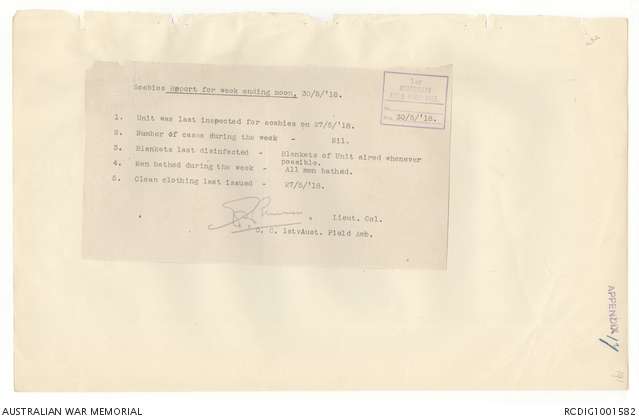 Scabies Report for week ending noon, 30/5/'18.
1st
30/5/'18.
1. Unit was last inspected for scabies on 27/5/'18.
2. Number of cases during the week - Nil.
3. Blankets last disinfected - Blankets of Unit aired whenever
possible.
4. Men bathed during the week - All men bathed.
5. Clean clothing last issued - 27/5/'18.
Lieut. Col.
O. C. 1stvAust. Field Amb.
APPENDIX 14
AUSTRALIAN WAR MEMORIAL
RCDIG1001582